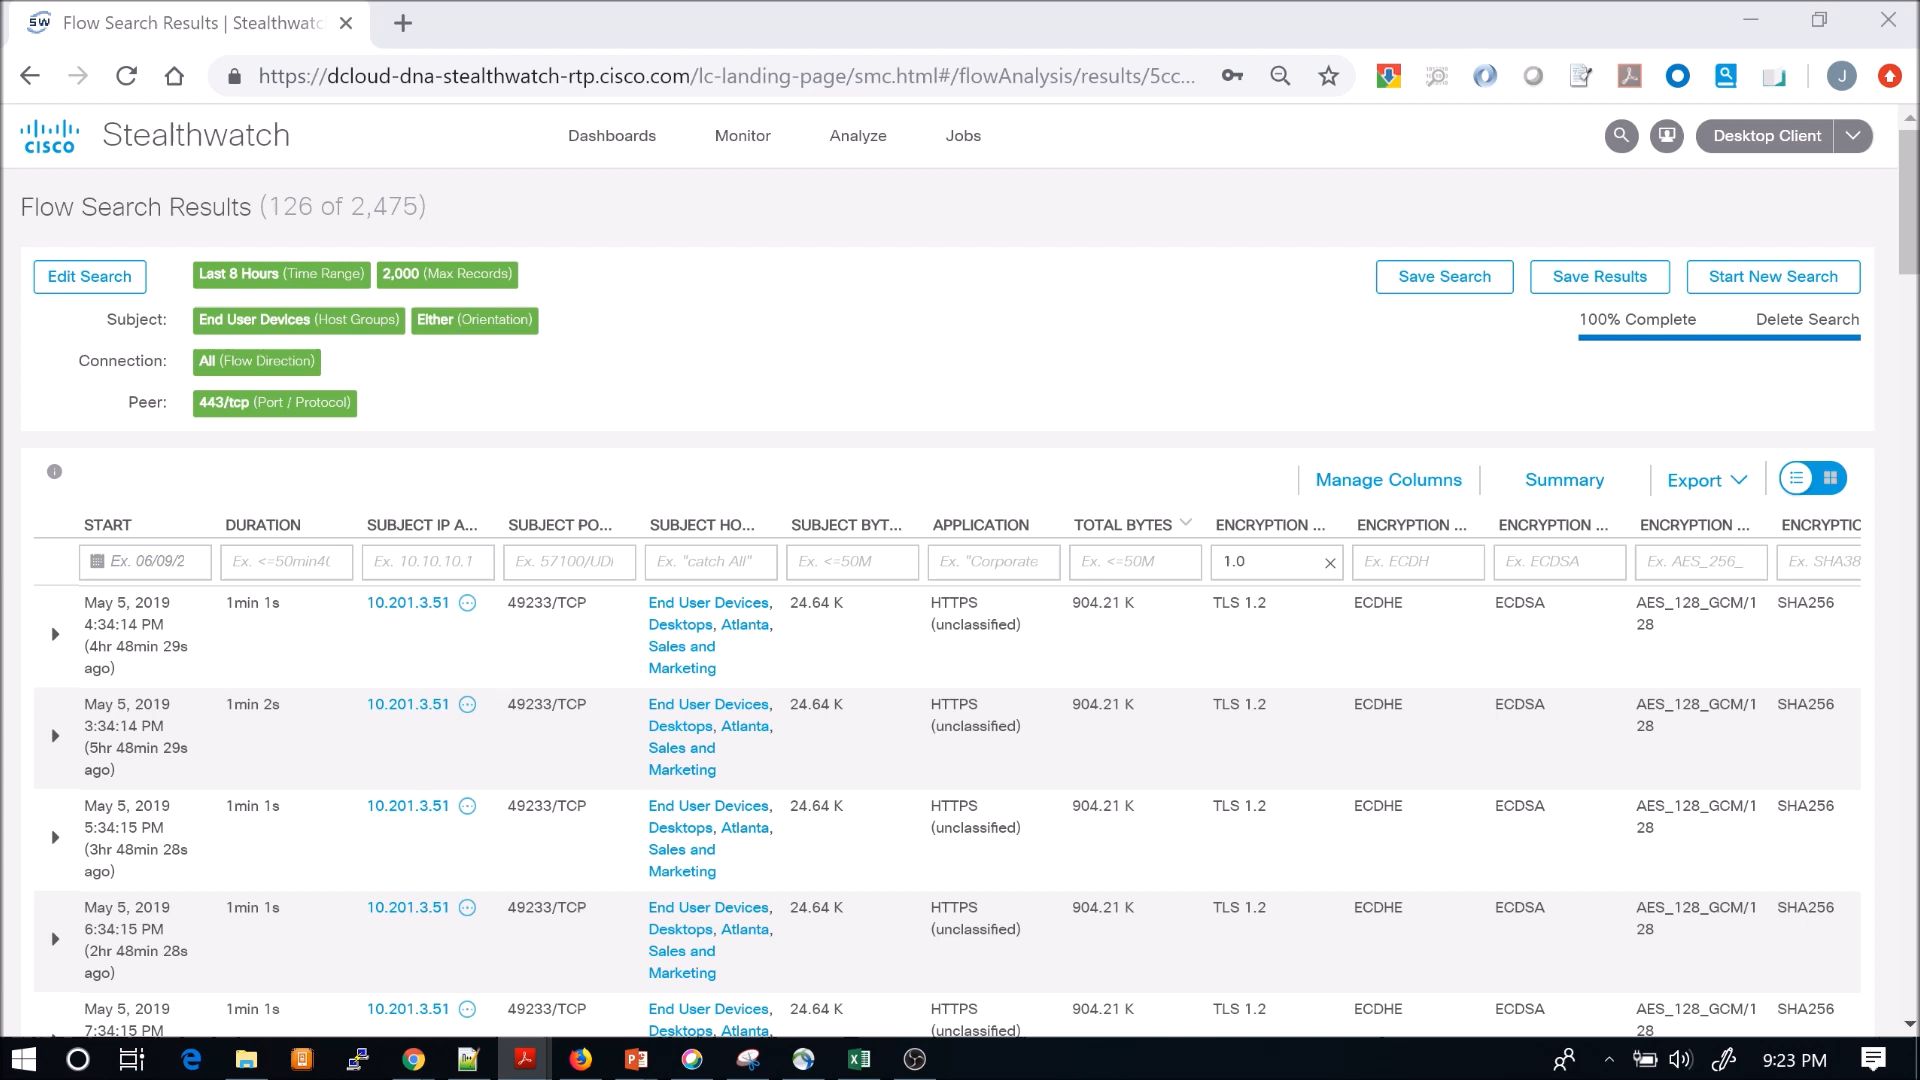 SW Flow Search Results | Stealthwatc
https://dcloud-dna-stealthwatch-rtp.cisco.com/lc-landing-page/smc.html#/flowAnalysis/results/5cc...
J
CISCO Stealthwatch Dashboards Monitor Analyze Jobs Desktop Client
Flow Search Results (126 of 2,475)
Edit Search Last 8 Hours (Time Range) 2,000 (Max Records) Save Search Save Results Start New Search
Subject: End User Devices (Host Groups) Either (Orientation) 100% Complete Delete Search
Connection: All (Flow Direction)
Peer: 443/tcp (Port / Protocol)
Manage Columns Summary Export
START DURATION SUBJECT IP A... SUBJECT PO... SUBJECT HO... SUBJECT BYT... APPLICATION TOTAL BYTES ENCRYPTION ... ENCRYPTION ... ENCRYPTION ... ENCRYPTION ... ENCRYPTIC
Ex. 06/09/2 Ex. <=50min4( Ex. 10.10.10.1 Ex. 57100/UDI Ex. "catch All" Ex. <=50M Ex. "Corporate Ex. <=50M 1.0 Ex. ECDH Ex. ECDSA Ex. AES_256_ Ex. SHA38
May 5, 2019 1min 1s 10.201.3.51 49233/TCP End User Devices, 24.64 K HTTPS 904.21 K TLS 1.2 ECDHE ECDSA AES_128_GCM/1 SHA256
4:34:14 PM Desktops, Atlanta, (unclassified) 28
(4hr 48min 29s Sales and
ago) Marketing
May 5, 2019 1min 2s 10.201.3.51 49233/TCP End User Devices, 24.64 K HTTPS 904.21 K TLS 1.2 ECDHE ECDSA AES_128_GCM/1 SHA256
3:34:14 PM Desktops, Atlanta, (unclassified) 28
(5hr 48min 29s Sales and
ago) Marketing
May 5, 2019 1min 1s 10.201.3.51 49233/TCP End User Devices, 24.64 K HTTPS 904.21 K TLS 1.2 ECDHE ECDSA AES_128_GCM/1 SHA256
5:34:15 PM Desktops, Atlanta, (unclassified) 28
(3hr 48min 28s Sales and
ago) Marketing
May 5, 2019 1min 1s 10.201.3.51 49233/TCP End User Devices, 24.64 K HTTPS 904.21 K TLS 1.2 ECDHE ECDSA AES_128_GCM/1 SHA256
6:34:15 PM Desktops, Atlanta, (unclassified) 28
(2hr 48min 28s Sales and
ago) Marketing
May 5, 2019 1min 1s 10.201.3.51 49233/TCP End User Devices, 24.64 K HTTPS 904.21 K TLS 1.2 ECDHE ECDSA AES_128_GCM/1 SHA256
7:34:15 PM Desktops, Atlanta, (unclassified) 28
9:23 PM